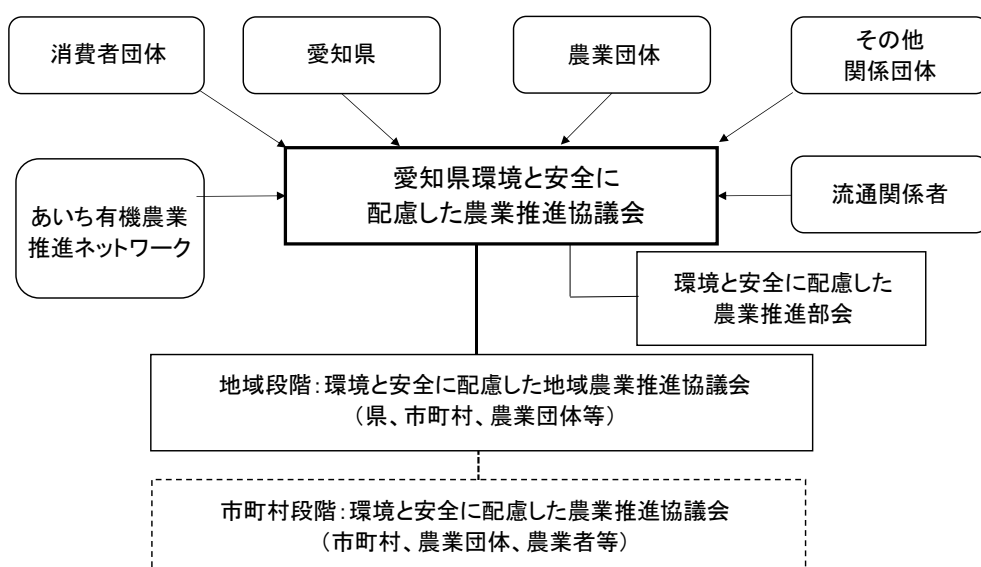 消費者団体
愛知県
農業団体
その他
関係団体
あいち有機農業
推進ネットワーク
愛知県環境と安全に
配慮した農業推進協議会
流通関係者
環境と安全に配慮した
農業推進部会
地域段階：環境と安全に配慮した地域農業推進協議会
（県、市町村、農業団体等）
市町村段階：環境と安全に配慮した農業推進協議会
（市町村、農業団体、農業者等）